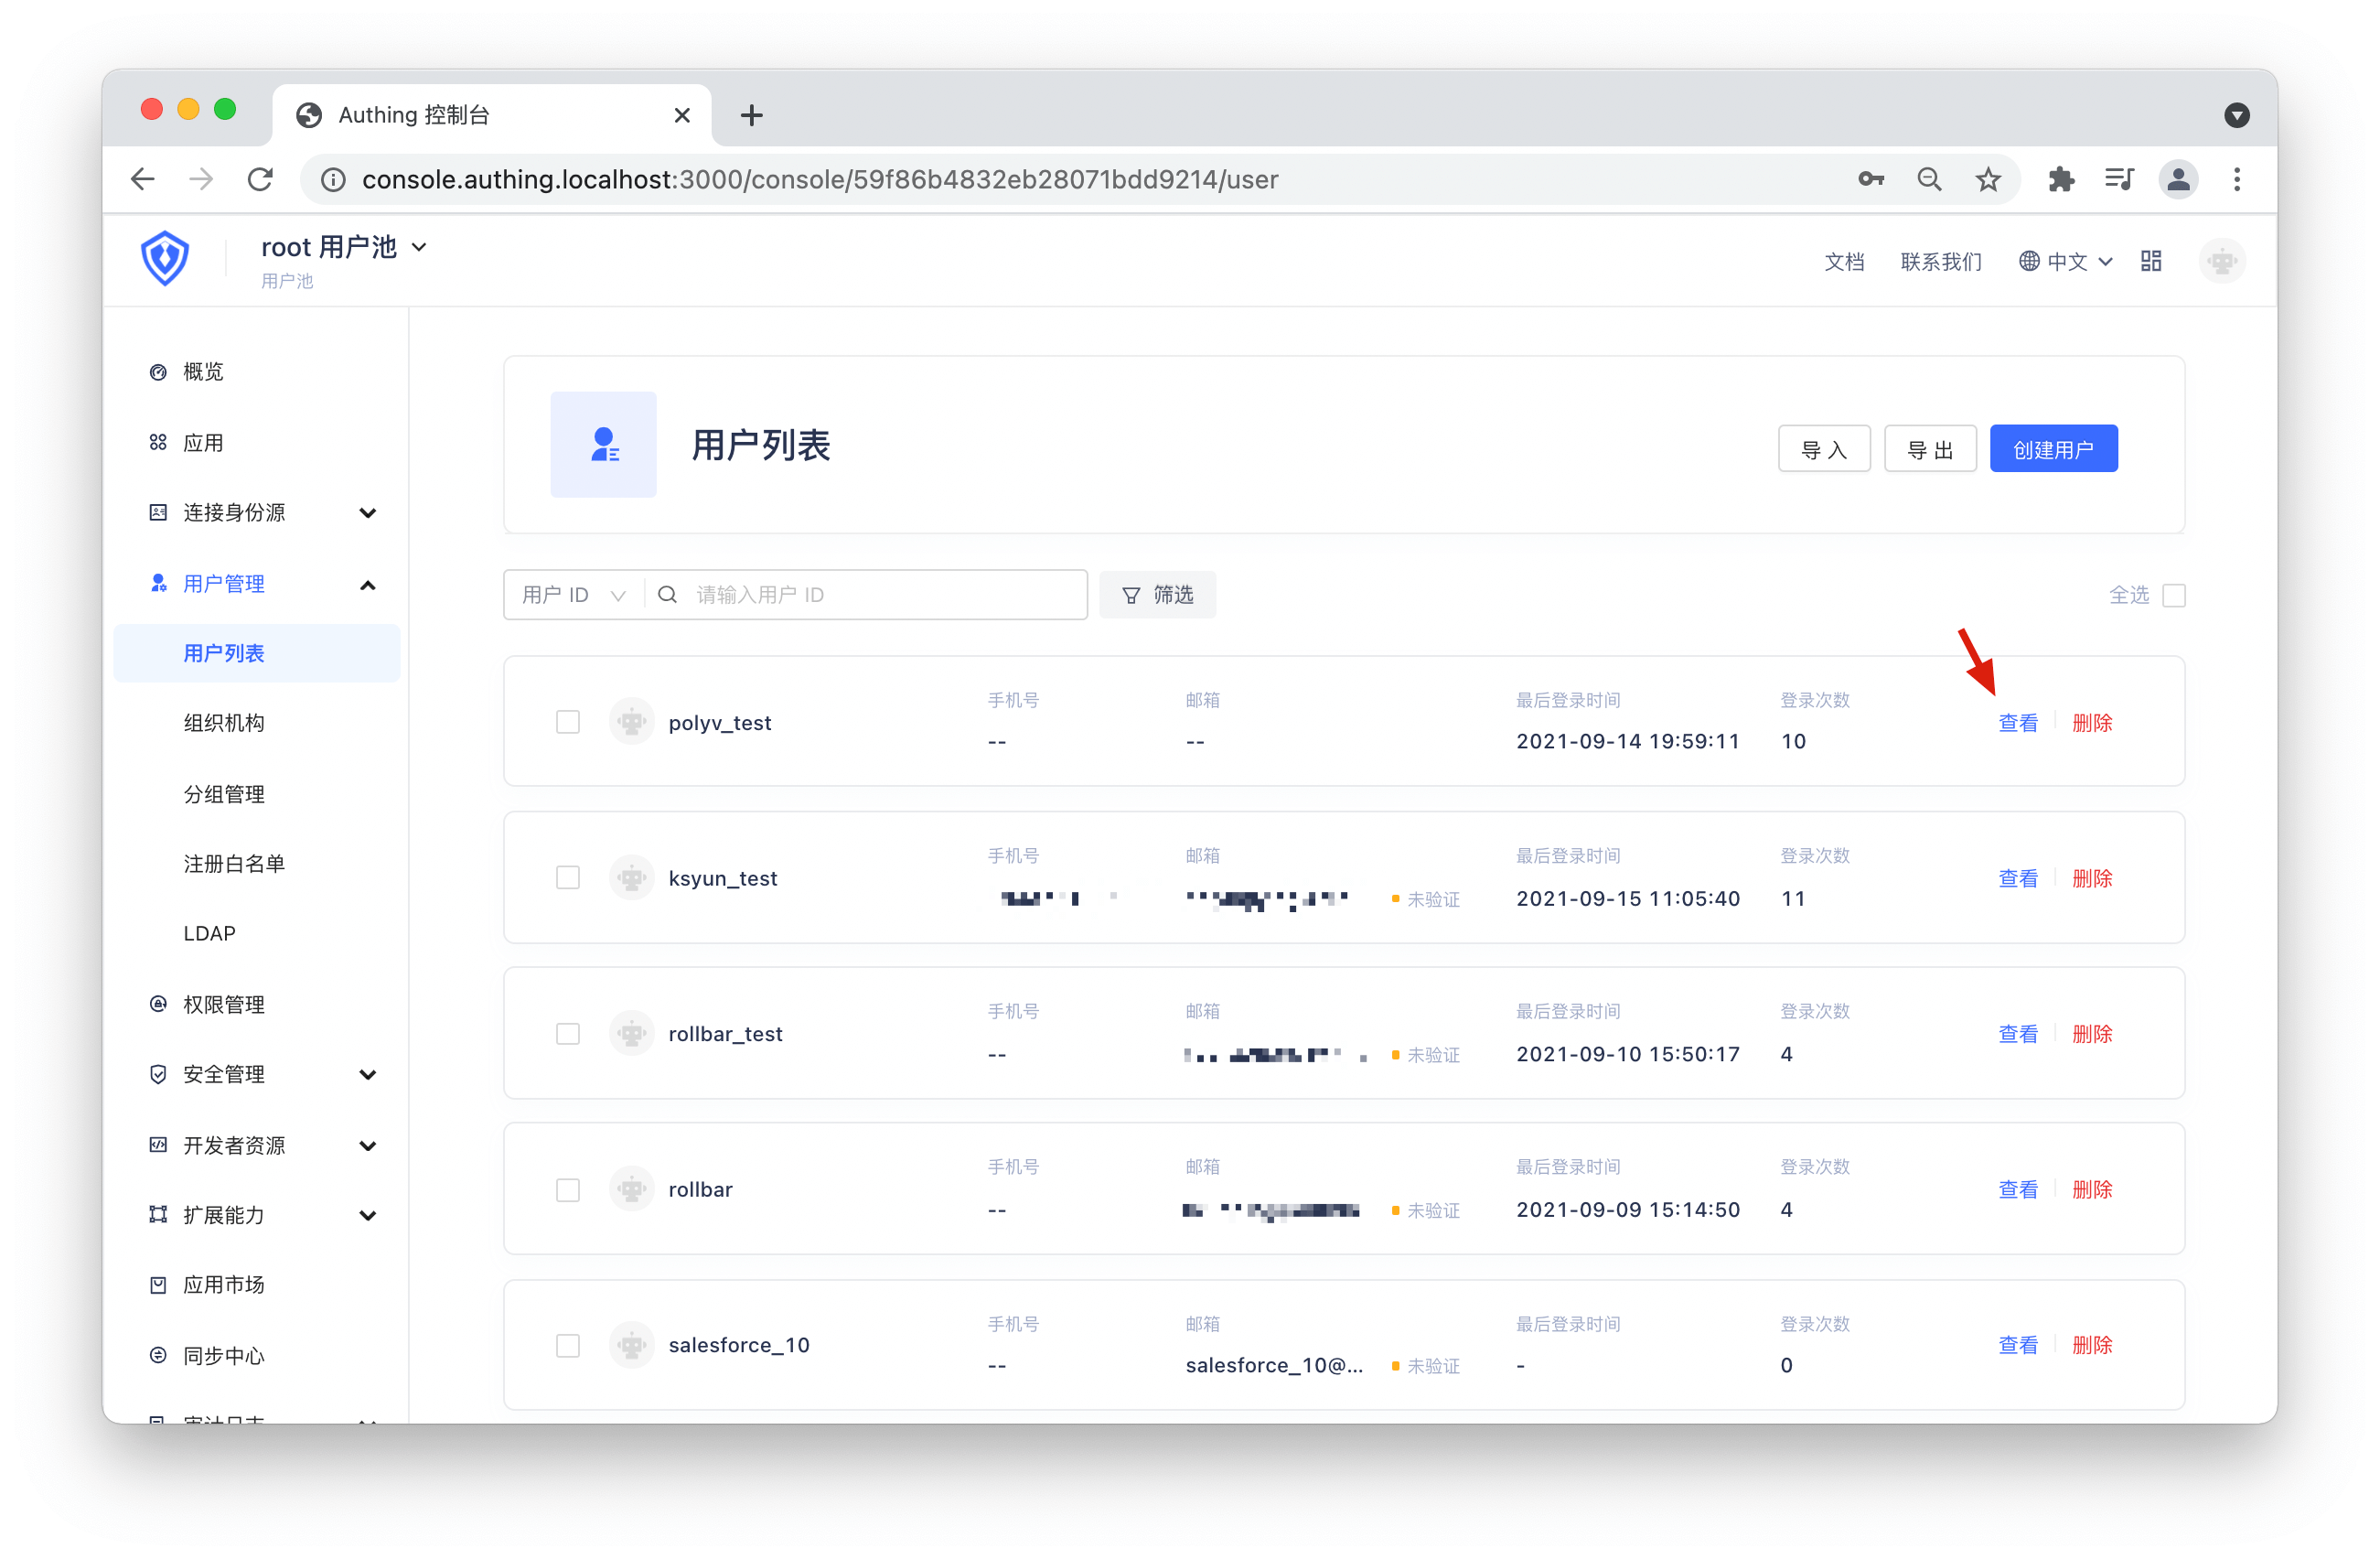 Authing 控制台
console.authing.localhost:3000/console/59f86b4832eb28071bdd9214/user
root 用户池
用户池
文档 联系我们 中文
概览
应用
连接身份源
用户管理
用户列表
组织机构
分组管理
注册白名单
LDAP
权限管理
安全管理
开发者资源
扩展能力
应用市场
同步中心
用户列表
导入 导出 创建用户
用户 ID 请输入用户 ID 筛选 全选
手机号 邮箱 最后登录时间 登录次数
polyv_test 查看 删除
-- -- 2021-09-14 19:59:11 10
手机号 邮箱 最后登录时间 登录次数
ksyun_test 查看 删除
未验证 2021-09-15 11:05:40 11
手机号 邮箱 最后登录时间 登录次数
rollbar_test 查看 删除
-- 未验证 2021-09-10 15:50:17 4
手机号 邮箱 最后登录时间 登录次数
rollbar 查看 删除
-- 未验证 2021-09-09 15:14:50 4
手机号 邮箱 最后登录时间 登录次数
salesforce_10 查看 删除
-- salesforce_10@... 未验证 - 0